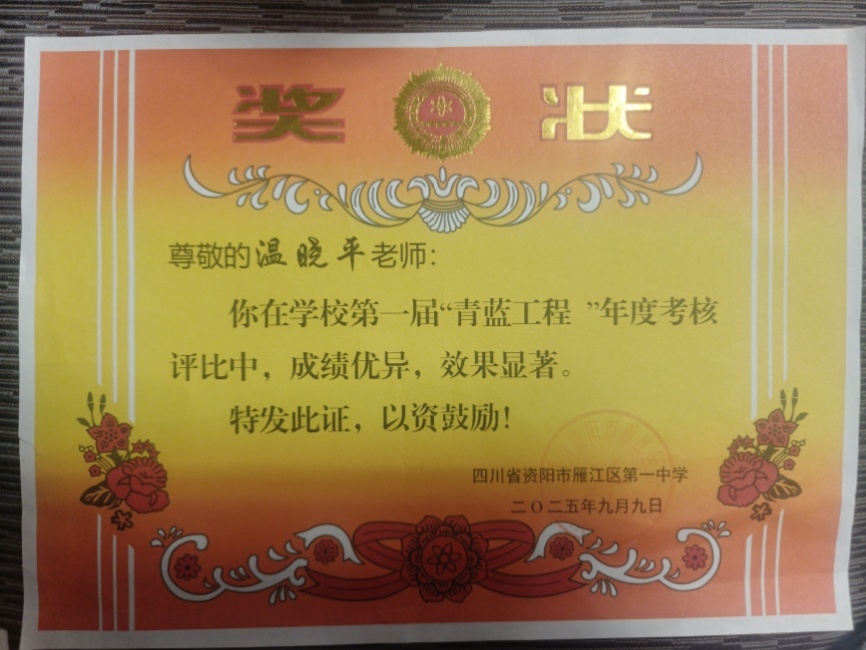 奖状
尊敬的温晓平老师：
你在学校第一届“青蓝工程 ”年度考核
评比中，成绩优异，效果显著。
特发此证，以资鼓励！
四川省资阳市雁江区第一中学
二〇二五年九月九日